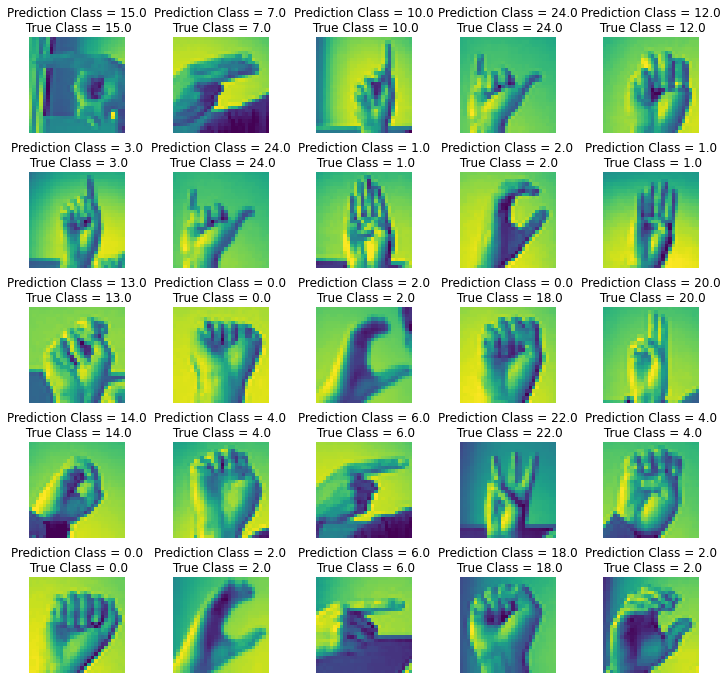 Prediction Class = 15.0 Prediction Class = 7.0 Prediction Class = 10.0 Prediction Class = 24.0 Prediction Class = 12.0
True Class = 15.0 True Class = 7.0 True Class = 10.0 True Class = 24.0 True Class = 12.0
Prediction Class = 3.0 Prediction Class = 24.0 Prediction Class = 1.0 Prediction Class = 2.0 Prediction Class = 1.0
True Class = 3.0 True Class = 24.0 True Class = 1.0 True Class = 2.0 True Class = 1.0
Prediction Class = 13.0 Prediction Class = 0.0 Prediction Class = 2.0 Prediction Class = 0.0 Prediction Class = 20.0
True Class = 13.0 True Class = 0.0 True Class = 2.0 True Class = 18.0 True Class = 20.0
Prediction Class = 14.0 Prediction Class = 4.0 Prediction Class = 6.0 Prediction Class = 22.0 Prediction Class = 4.0
True Class = 14.0 True Class = 4.0 True Class = 6.0 True Class = 22.0 True Class = 4.0
Prediction Class = 0.0 Prediction Class = 2.0 Prediction Class = 6.0 Prediction Class = 18.0 Prediction Class = 2.0
True Class = 0.0 True Class = 2.0 True Class = 6.0 True Class = 18.0 True Class = 2.0